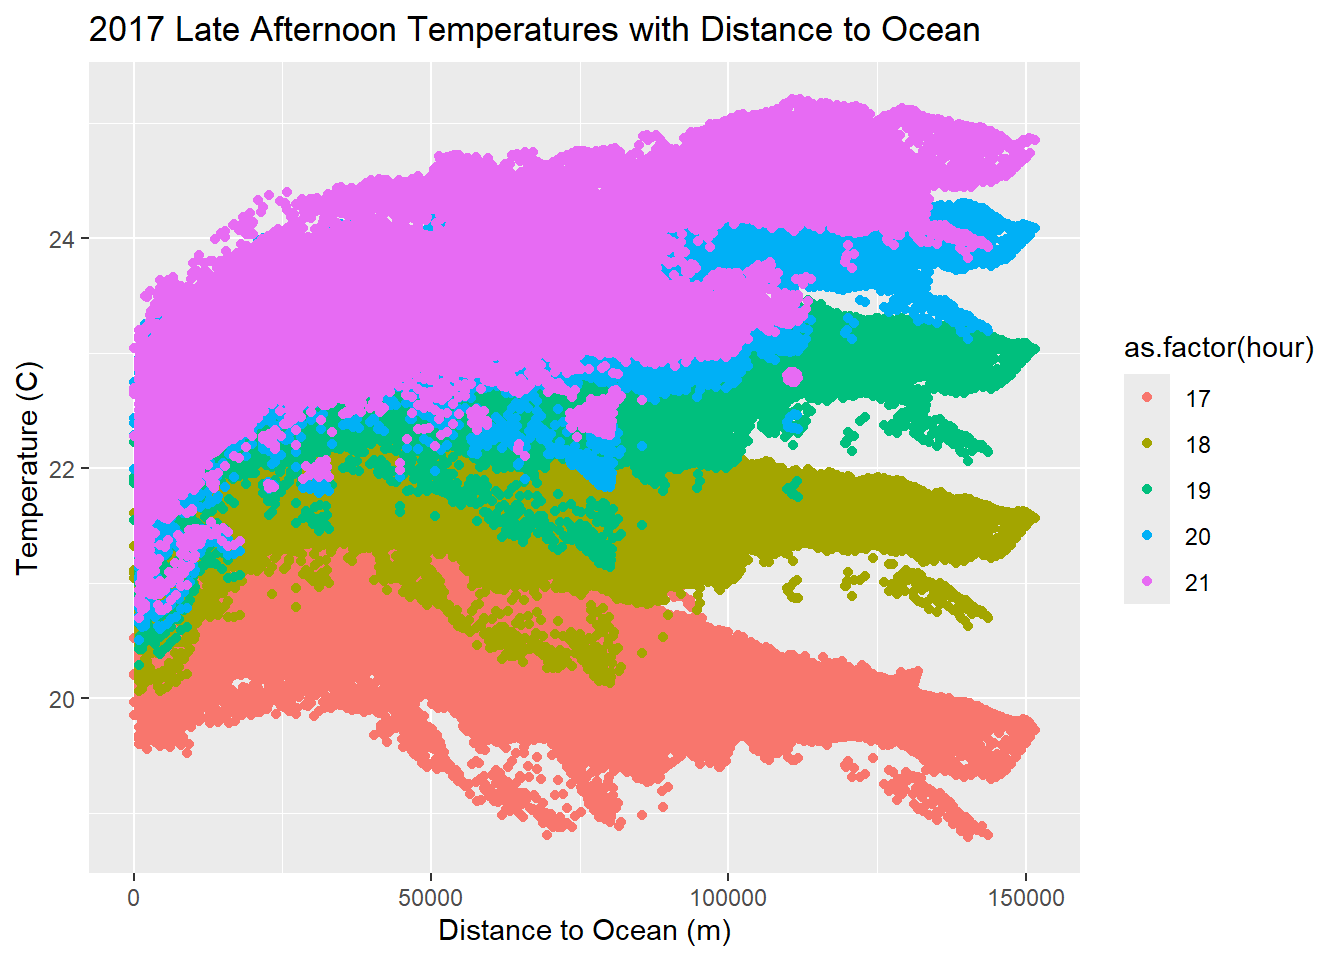 2017 Late Afternoon Temperatures with Distance to Ocean
Temperature (C)
24
22
20
0 50000 100000 150000
Distance to Ocean (m)
as.factor(hour)
17
18
19
20
21